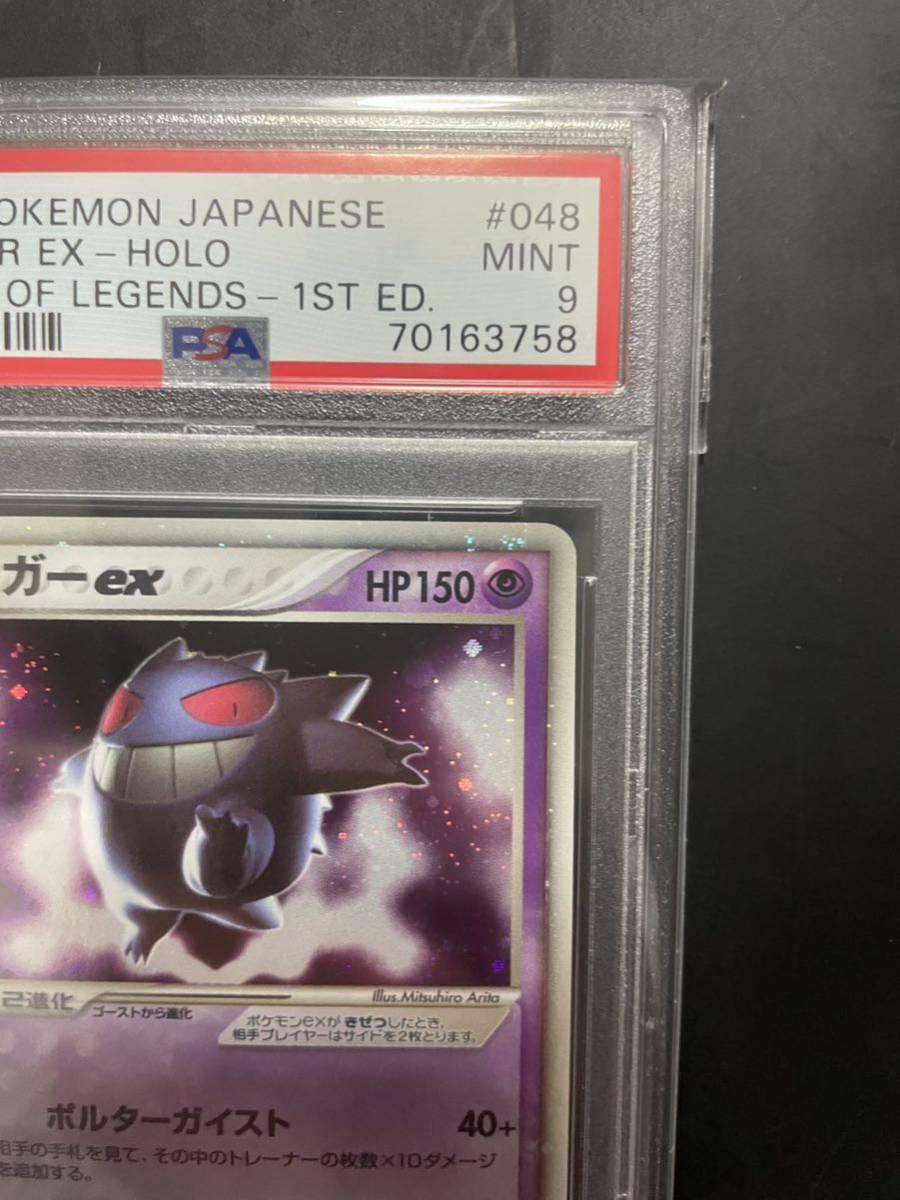 OKEMON JAPANESE #048
R EX - HOLO MINT
OF LEGENDS - 1ST ED. 9
PSA 70163758
ガーex HP150
己進化
ゴーストから進化
Illus. Mitsuhiro Arita
ポケモンexが きぜつしたとき、
相手プレイヤーはサイドを2枚とります。
ポルターガイスト 40+
相手の手札を見て、その中のトレーナーの枚数×10ダメージ
を追加する。